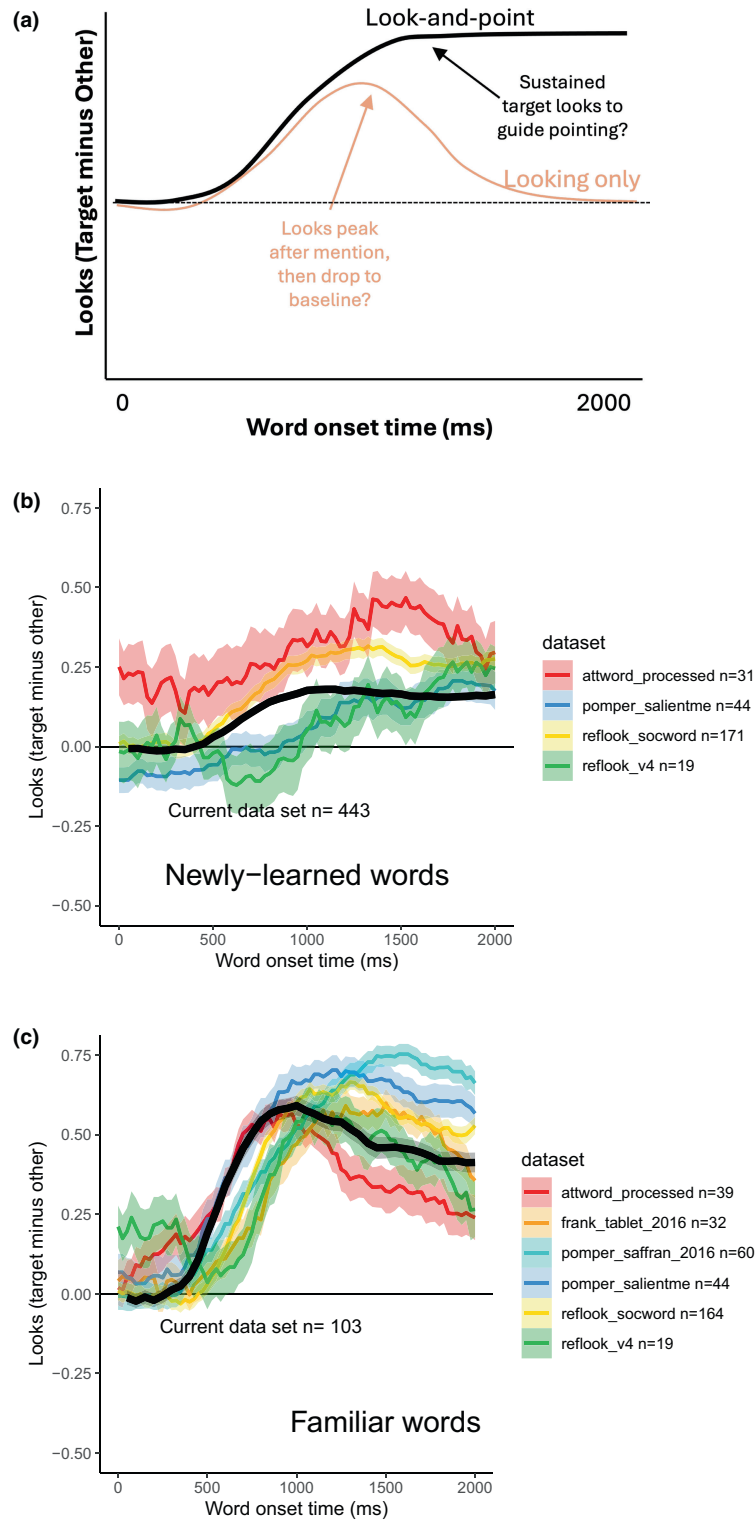 (a)
Look-and-point
Looks (Target minus Other)
Sustained
target looks to
guide pointing?
Looking only
Looks peak
after mention,
then drop to
baseline?
0
2000
Word onset time (ms)
(b)
0.75
0.50
0.25
0.00
−0.25
−0.50
Looks (target minus other)
Current data set n= 443
Newly−learned words
0
500
1000
1500
2000
Word onset time (ms)
dataset
attword_processed n=31
pomper_salientme n=44
reflook_socword n=171
reflook_v4 n=19
(c)
0.75
0.50
0.25
0.00
−0.25
−0.50
Looks (target minus other)
Current data set n= 103
Familiar words
0
500
1000
1500
2000
Word onset time (ms)
dataset
attword_processed n=39
frank_tablet_2016 n=32
pomper_saffran_2016 n=60
pomper_salientme n=44
reflook_socword n=164
reflook_v4 n=19